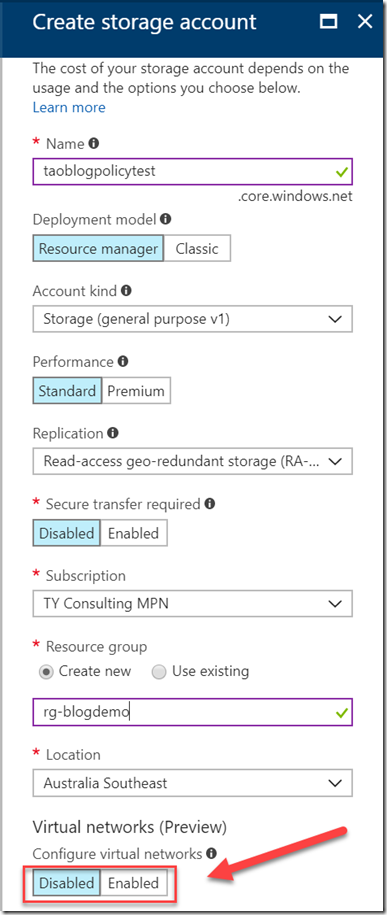 Create storage account
The cost of your storage account depends on the
usage and the options you choose below.
Learn more
* Name
taoblogpolicytest
.core.windows.net
Deployment model
Resource manager Classic
Account kind
Storage (general purpose v1)
Performance
Standard Premium
Replication
Read-access geo-redundant storage (RA-...
* Secure transfer required
Disabled Enabled
* Subscription
TY Consulting MPN
* Resource group
Create new Use existing
rg-blogdemo
* Location
Australia Southeast
Virtual networks (Preview)
Configure virtual networks
Disabled Enabled